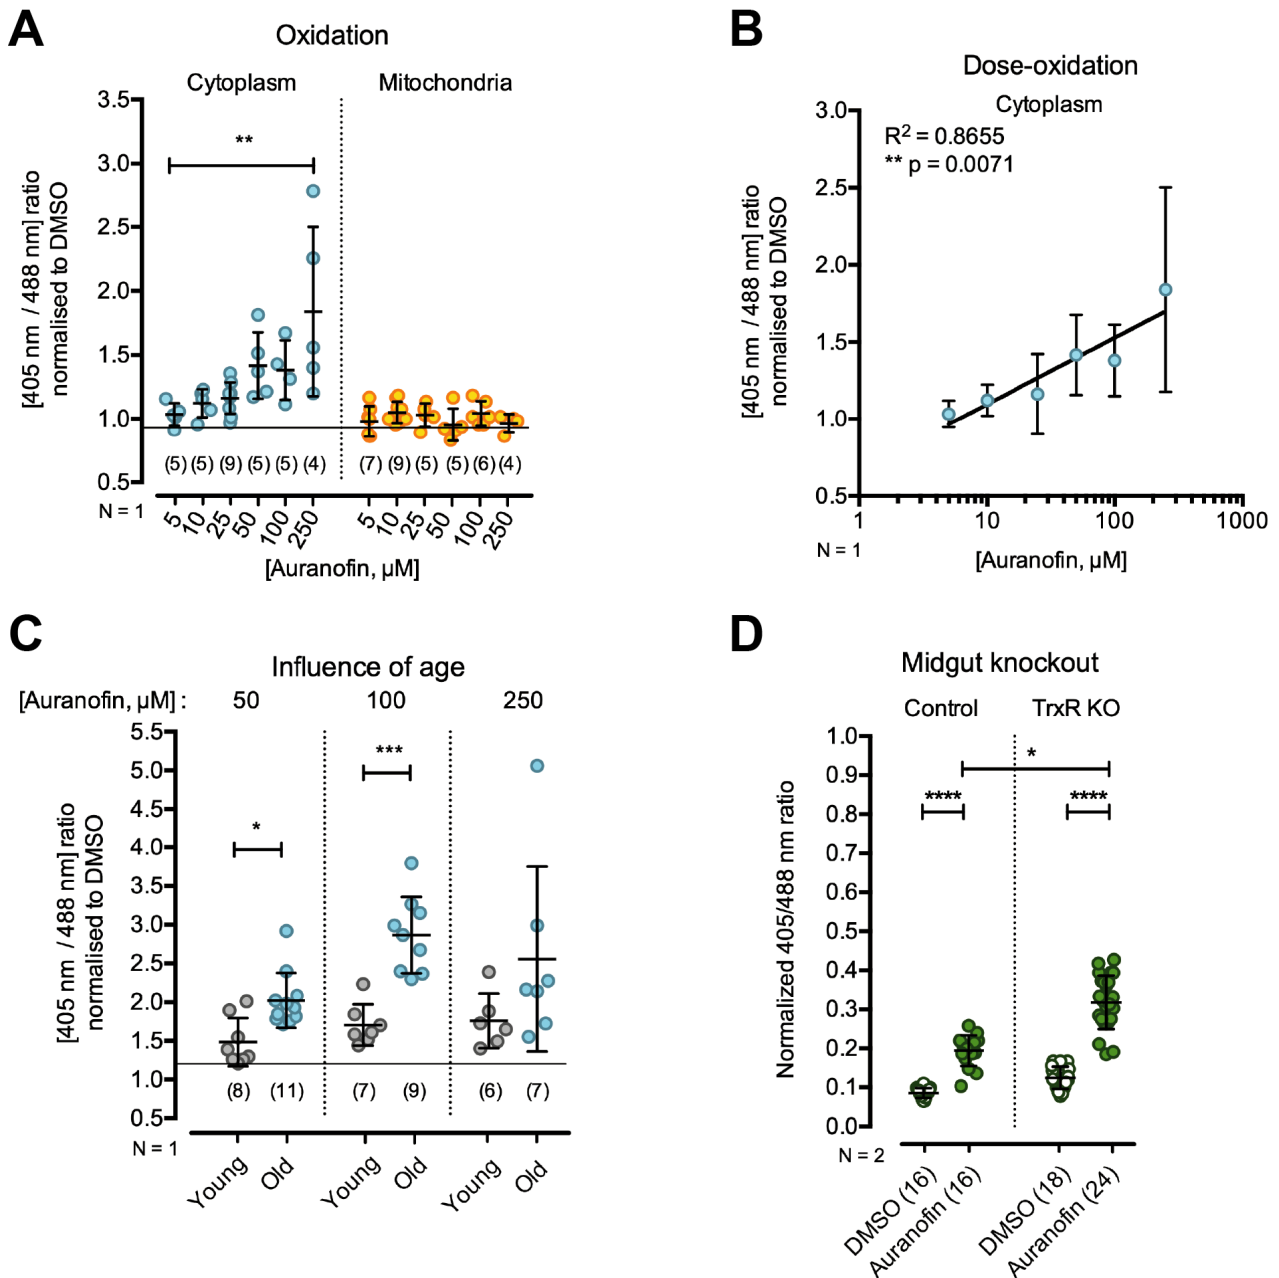 A
Oxidation
Cytoplasm
Mitochondria
[405 nm / 488 nm] ratio
normalised to DMSO
3.5
3.0
2.5
2.0
1.5
1.0
0.5
**
(5) (5) (9) (5) (5) (4)
(7) (9) (5) (5) (6) (4)
N = 1
5 10 25 50 100 250
5 10 25 50 100 250
[Auranofin, µM]
B
Dose-oxidation
Cytoplasm
R² = 0.8655
** p = 0.0071
[405 nm / 488 nm] ratio
normalised to DMSO
3.0
2.5
2.0
1.5
1.0
0.5
1 10 100 1000
N = 1
[Auranofin, µM]
C
Influence of age
[Auranofin, µM] : 50 100 250
[405 nm / 488 nm] ratio
normalised to DMSO
5.5
5.0
4.5
4.0
3.5
3.0
2.5
2.0
1.5
1.0
0.5
*
***
(8) (11) (7) (9) (6) (7)
N = 1
Young Old Young Old Young Old
D
Midgut knockout
Control TrxR KO
Normalized 405/488 nm ratio
1.0
0.9
0.8
0.7
0.6
0.5
0.4
0.3
0.2
0.1
0.0
*
**** ****
N = 2
DMSO (16)
Auranofin (16)
DMSO (18)
Auranofin (24)